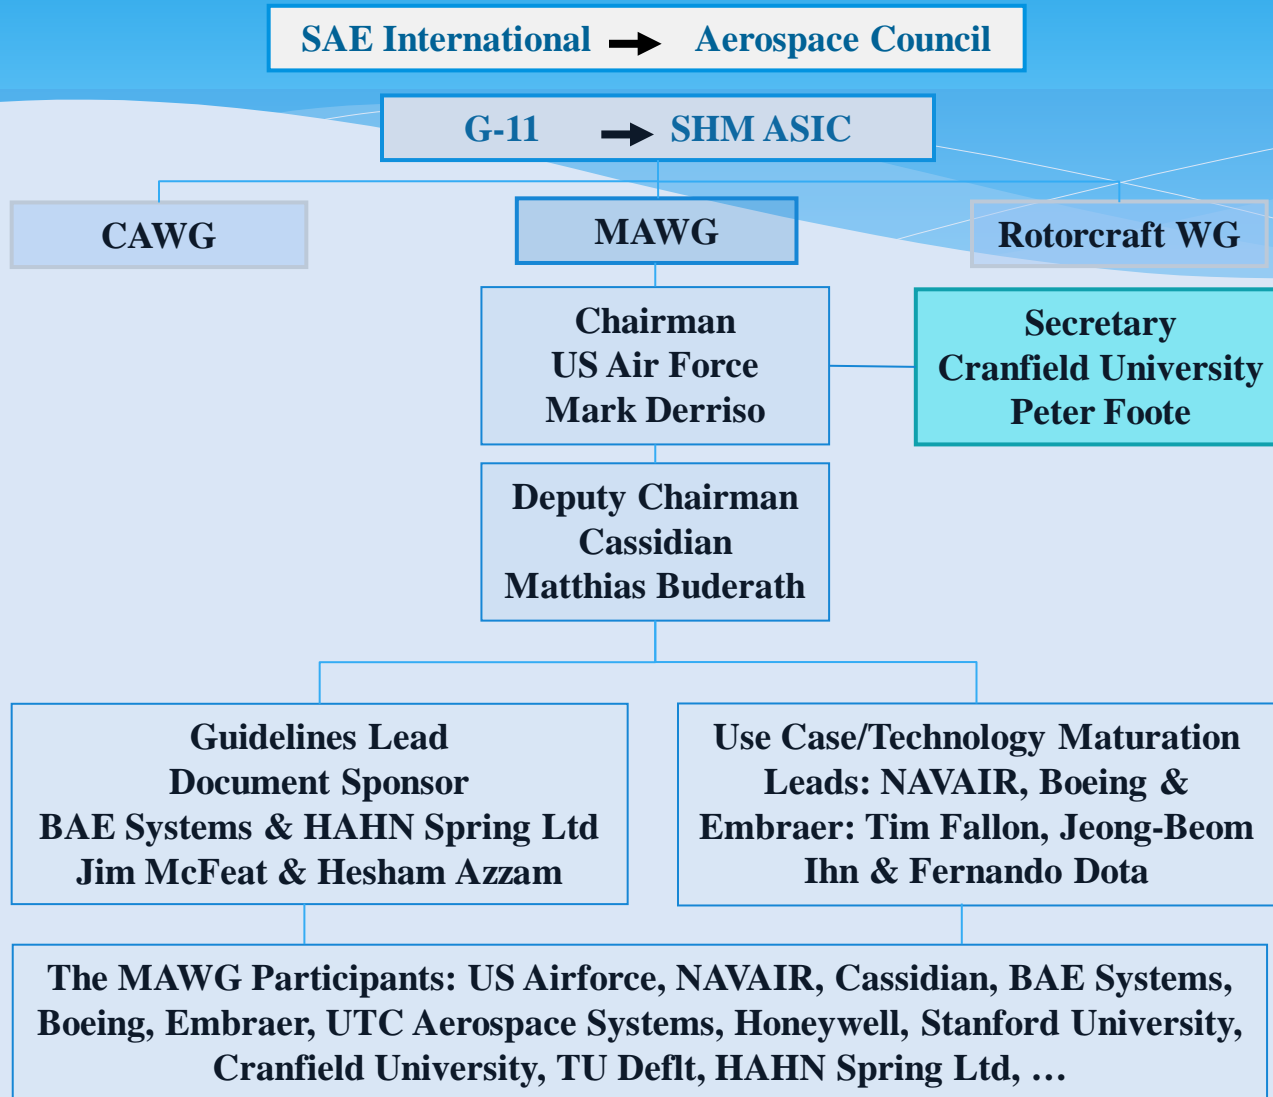 SAE International → Aerospace Council
G-11 → SHM ASIC
CAWG
MAWG
Rotorcraft WG
Chairman
US Air Force
Mark Derriso
Secretary
Cranfield University
Peter Foote
Deputy Chairman
Cassidian
Matthias Buderath
Guidelines Lead
Document Sponsor
BAE Systems & HAHN Spring Ltd
Jim McFeat & Hesham Azzam
Use Case/Technology Maturation
Leads: NAVAIR, Boeing &
Embraer: Tim Fallon, Jeong-Beom
Ihn & Fernando Dota
The MAWG Participants: US Airforce, NAVAIR, Cassidian, BAE Systems,
Boeing, Embraer, UTC Aerospace Systems, Honeywell, Stanford University,
Cranfield University, TU Deflt, HAHN Spring Ltd, …